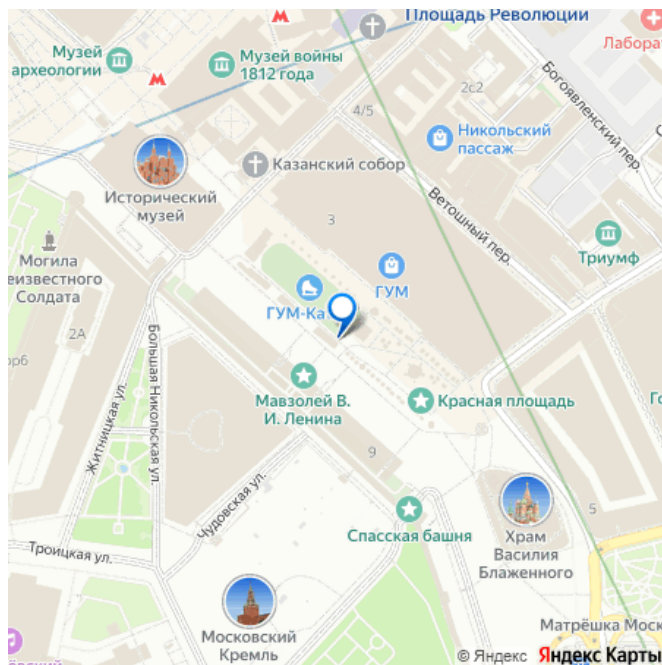 Площадь Революции
Лабора
Музей
археологии
Музей войны
1812 года
М
М
2с2
4/5
Богоявленский пер.
Никольский
пассаж
Казанский собор
Исторический
музей
Ветошный пер.
3
Триумф
Могила
еизвестного
Солдата
ГУМ
ГУМ-Ка
2А
орб
Большая Никольская ул.
Житницкая ул.
Мавзолей В.
И. Ленина
Красная площадь
9
Го
5
Чудовская ул.
Спасская башня
Храм
Василия
Блаженного
Троицкая ул.
Московский
Кремль
Матрёшка Моск
© Яндекс Яндекс Карты